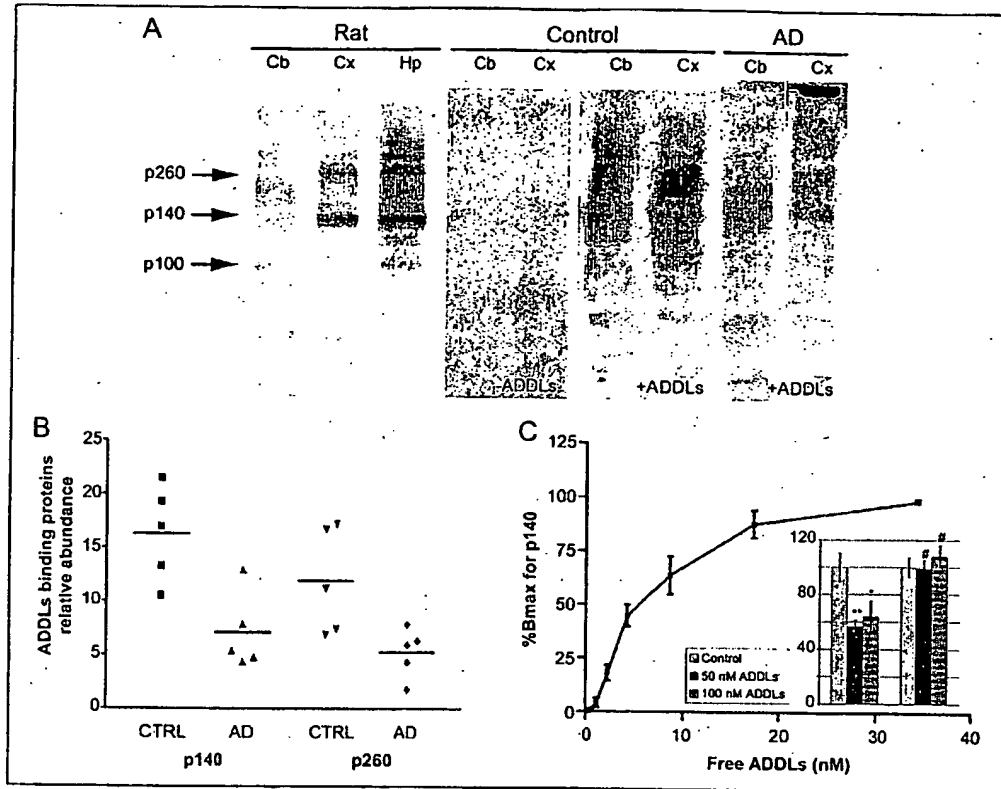 A
Rat Control AD
Cb Cx Hp Cb Cx Cb Cx Cb Cx
p260
p140
p100
-ADDLs +ADDLs +ADDLs
B
ADDLs binding proteins
relative abundance
25
20
15
10
5
0
CTRL AD CTRL AD
p140 p260
C
%Bmax for p140
125
100
75
50
25
0
0 10 20 30 40
Free ADDLs (nM)
120
80
40
0
** * # #
Control
50 nM ADDLs
100 nM ADDLs